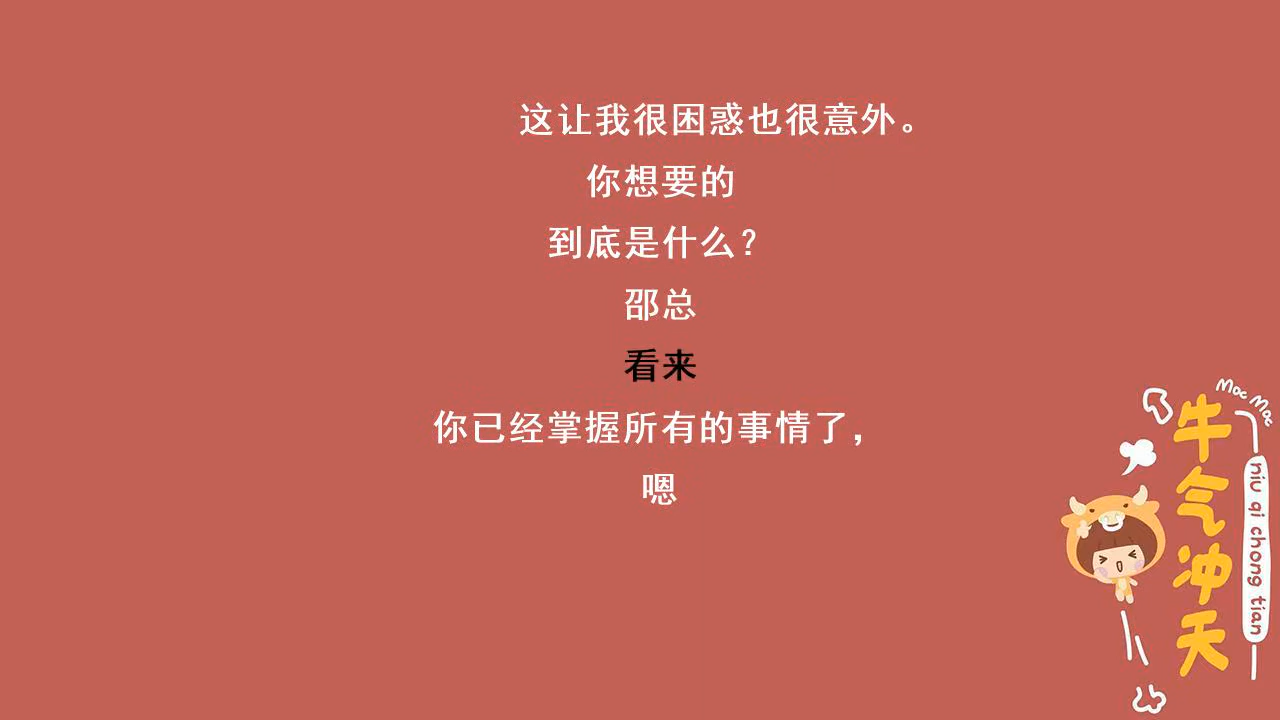 这让我很困惑也很意外。
你想要的
到底是什么？
邵总
看来
你已经掌握所有的事情了，
嗯
Moc Moc
牛气冲天
niu qi chong tian